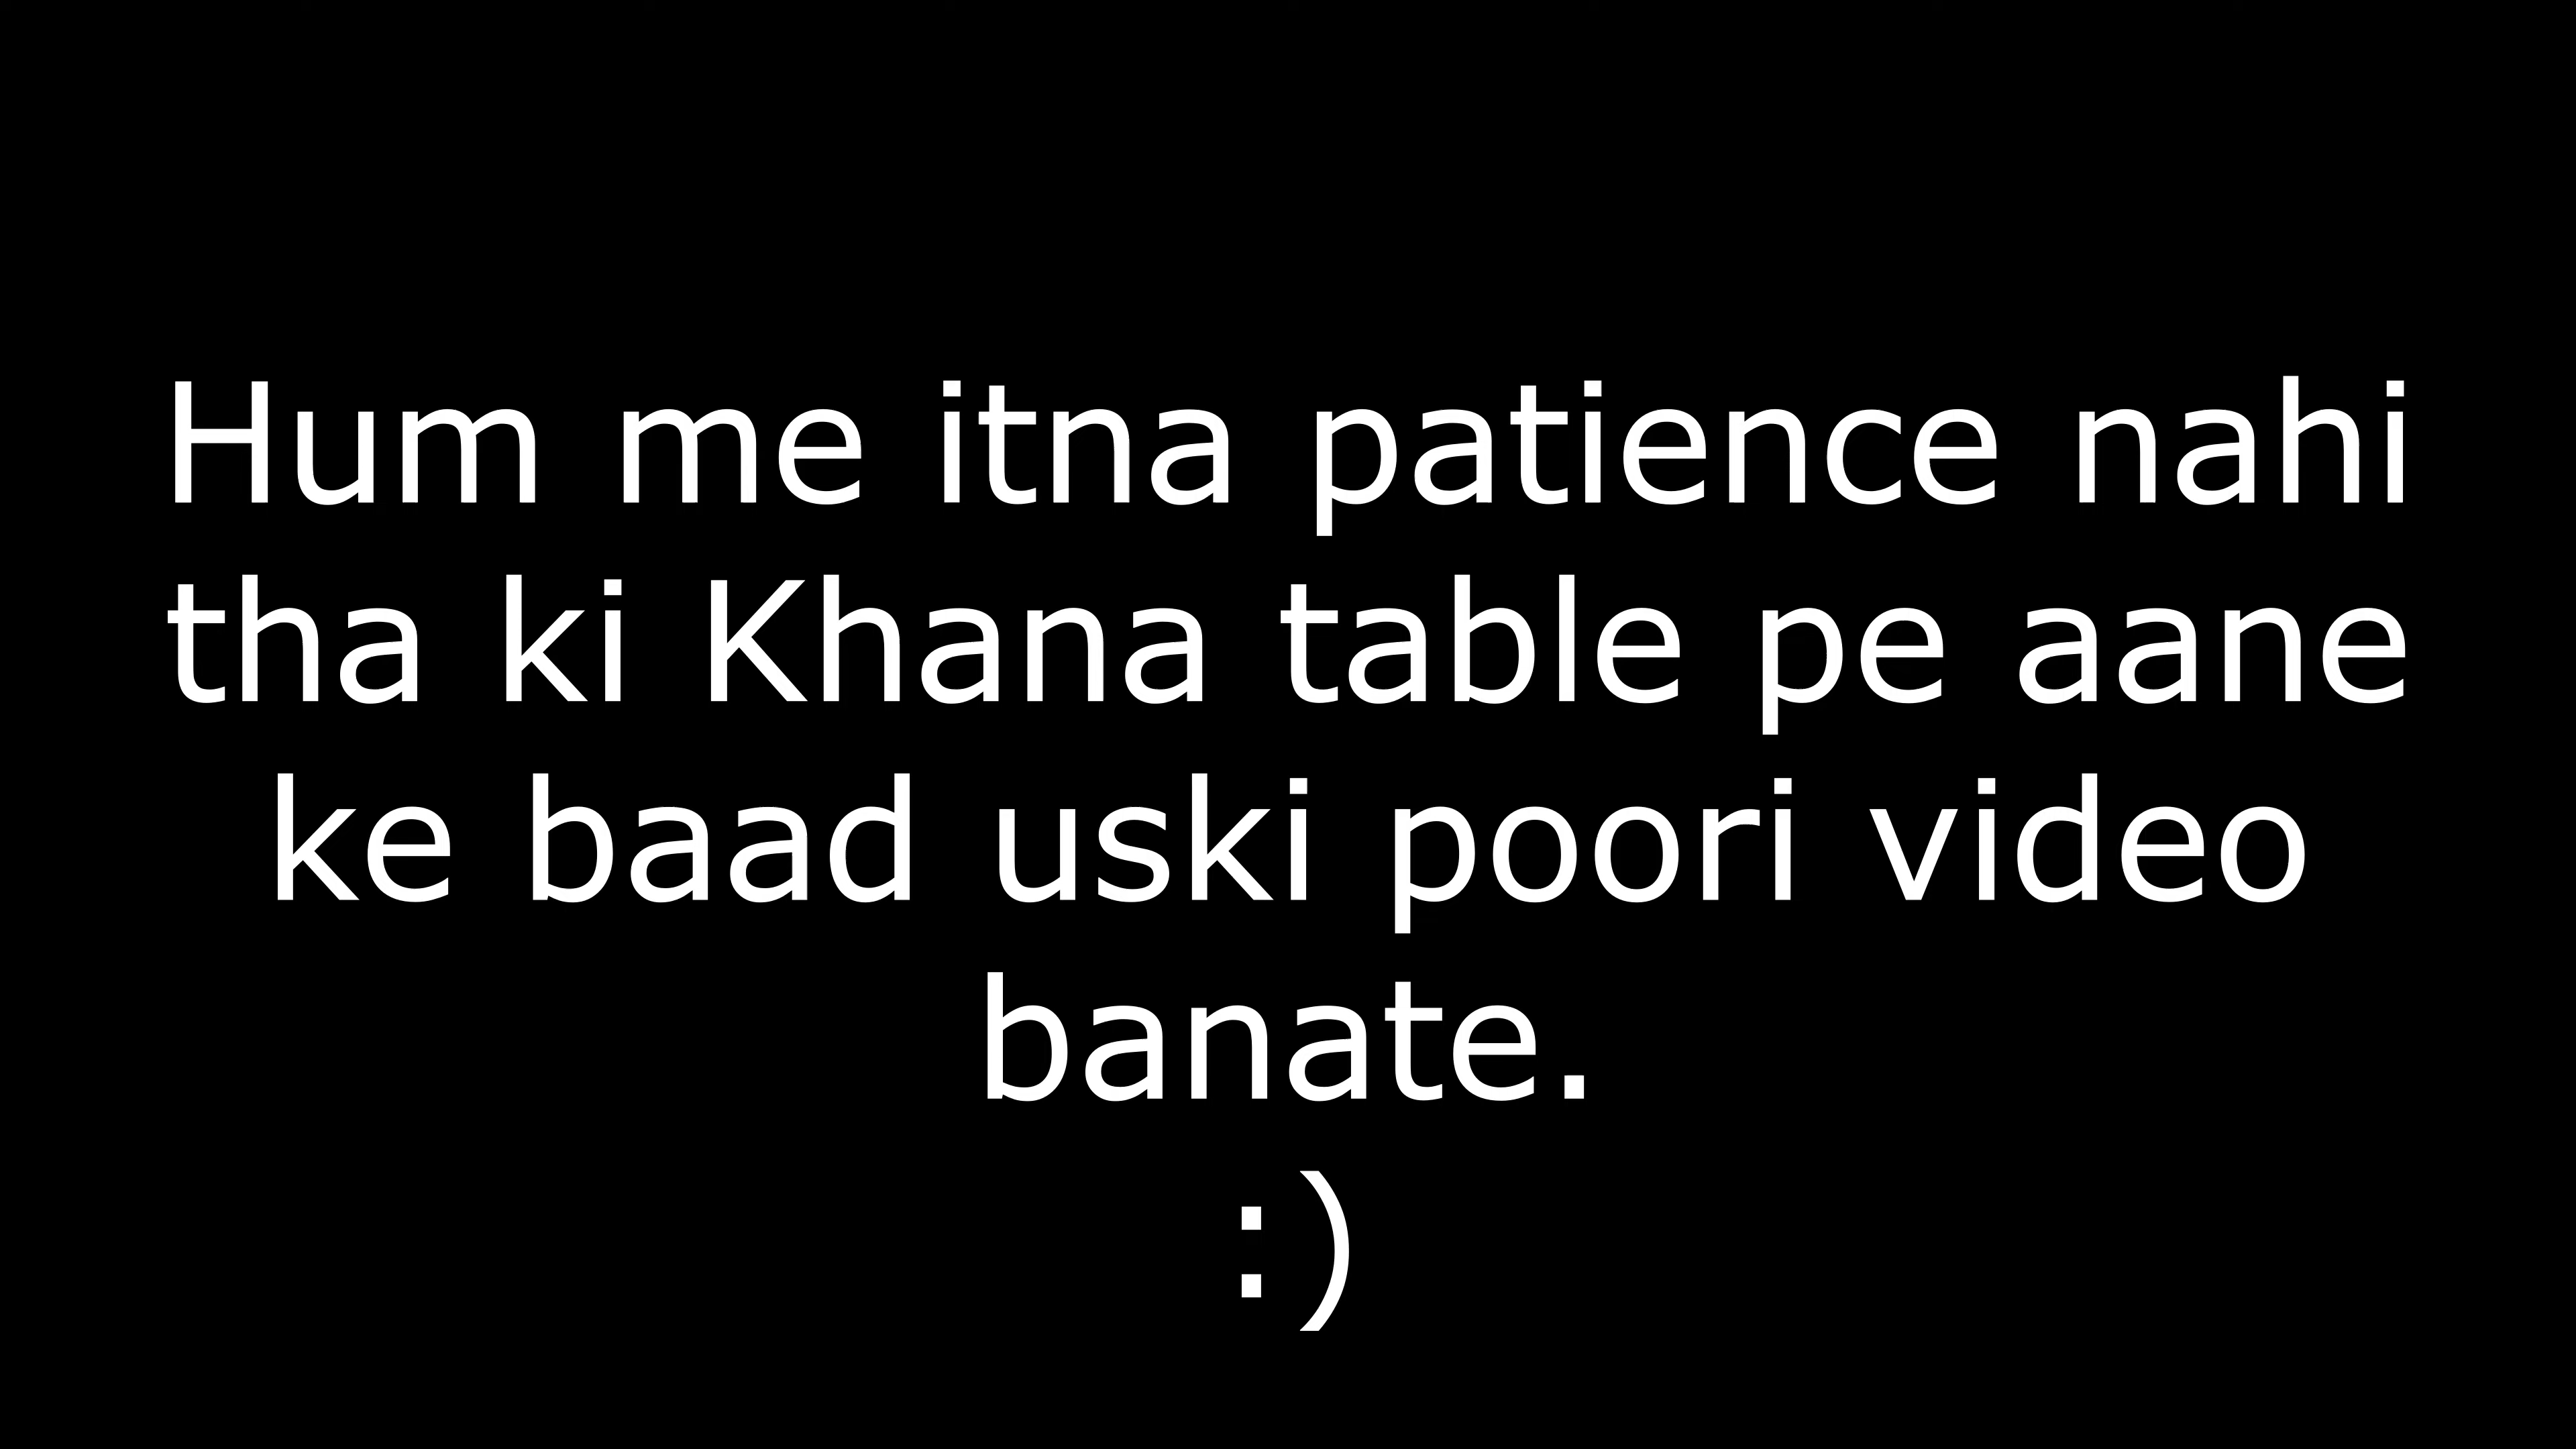 Hum me itna patience nahi
tha ki Khana table pe aane
ke baad uski poori video
banate.
:)